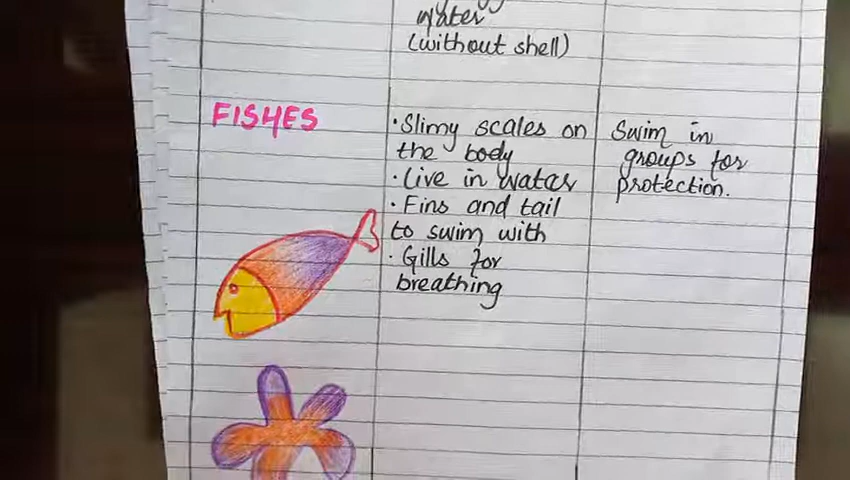 water
(without shell)
FISHES
• Slimy scales on
the body
• Live in water
• Fins and tail
to swim with
• Gills for
breathing
Swim in
groups for
protection.